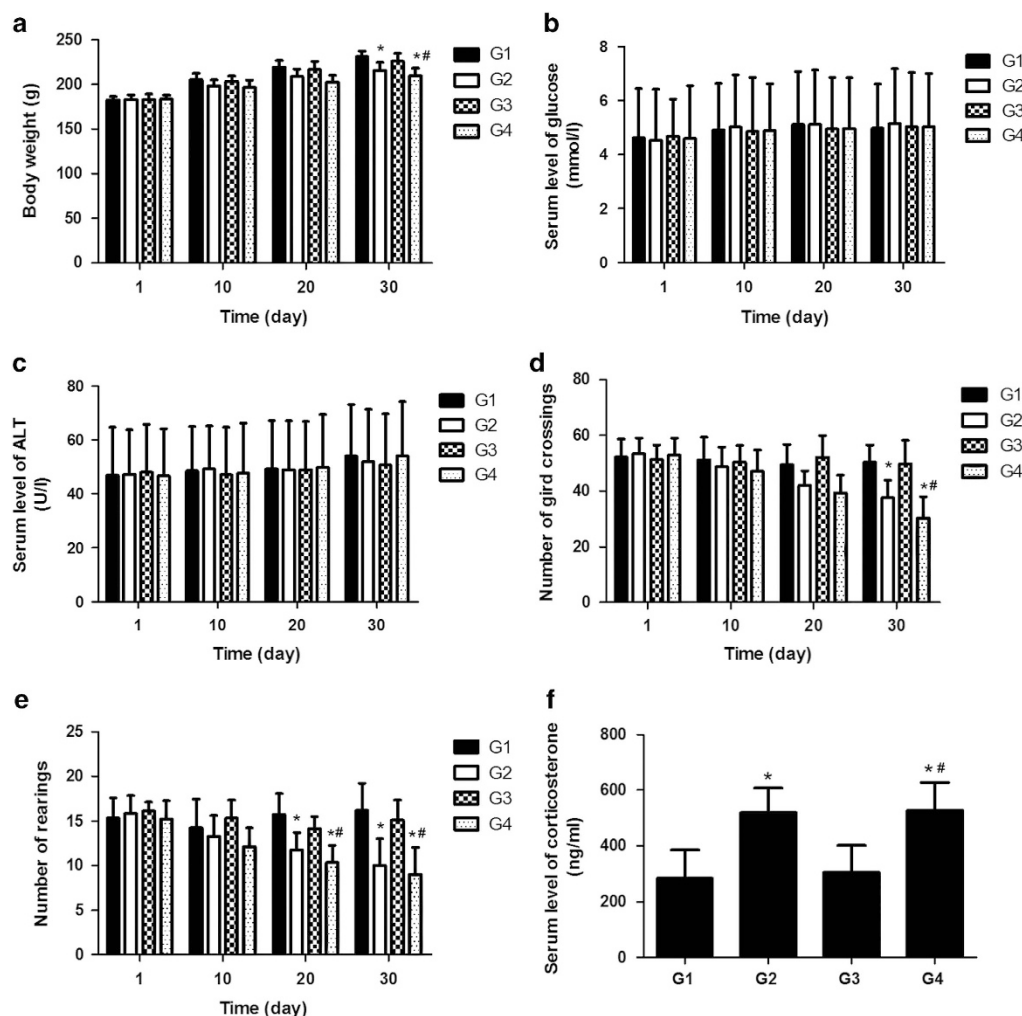 a
Body weight (g)
250
200
150
100
50
0
*
*#
1 10 20 30
Time (day)
G1
G2
G3
G4
b
Serum level of glucose
(mmol/l)
8
6
4
2
0
1 10 20 30
Time (day)
G1
G2
G3
G4
c
Serum level of ALT
(U/l)
80
60
40
20
0
1 10 20 30
Time (day)
G1
G2
G3
G4
d
Number of gird crossings
80
60
40
20
0
*
*#
1 10 20 30
Time (day)
G1
G2
G3
G4
e
Number of rearings
25
20
15
10
5
0
* *# * *#
1 10 20 30
Time (day)
G1
G2
G3
G4
f
Serum level of corticosterone
(ng/ml)
800
600
400
200
0
* * #
G1 G2 G3 G4